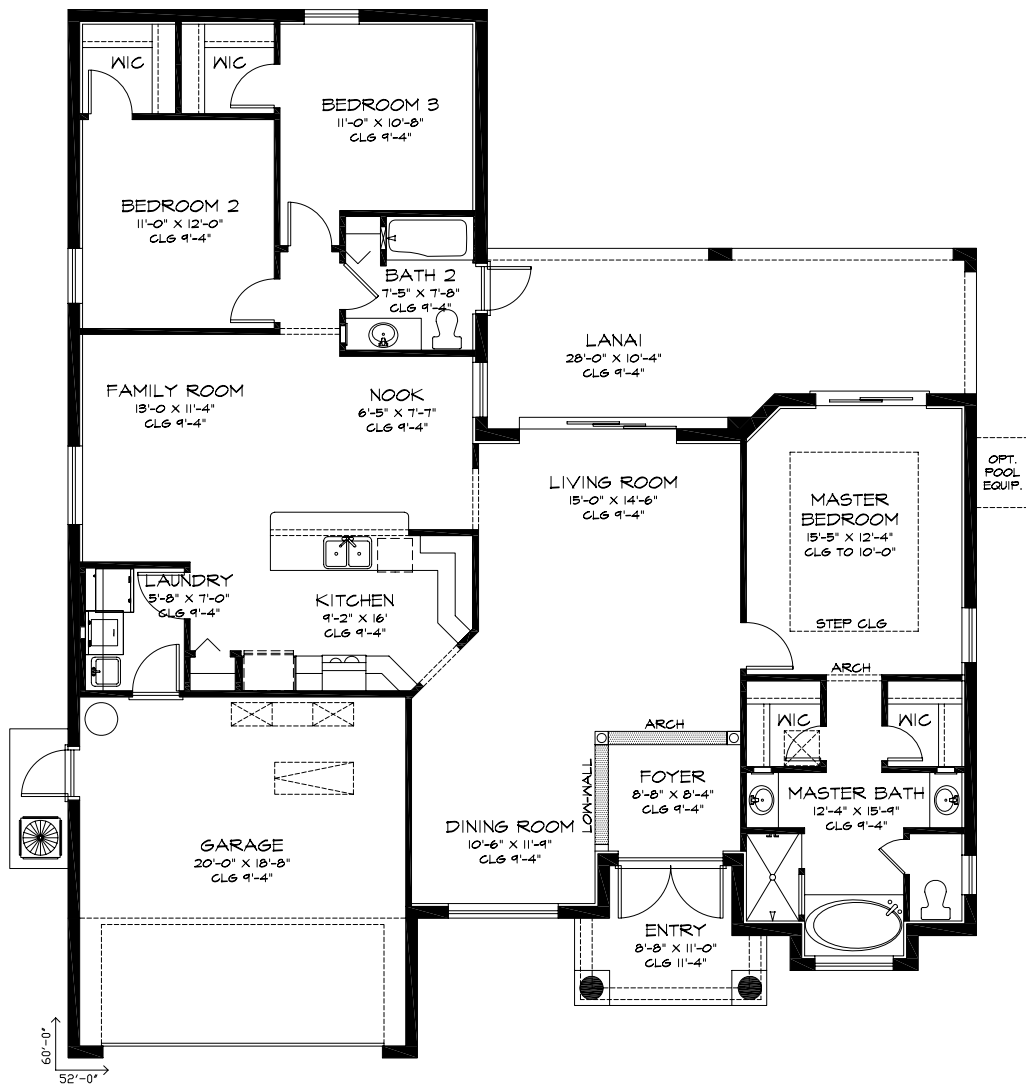 WIC
WIC
BEDROOM 3
11'-0" X 10'-8"
CLG 9'-4"
BEDROOM 2
11'-0" X 12'-0"
CLG 9'-4"
BATH 2
7'-5" X 7'-8"
CLG 9'-4"
LANAI
28'-0" X 10'-4"
CLG 9'-4"
FAMILY ROOM
13'-0 X 11'-4"
CLG 9'-4"
NOOK
6'-5" X 7'-7"
CLG 9'-4"
OPT.
POOL
EQUIP.
LIVING ROOM
15'-0" X 14'-6"
CLG 9'-4"
MASTER
BEDROOM
15'-5" X 12'-4"
CLG TO 10'-0"
STEP CLG
LAUNDRY
5'-8" X 7'-0"
CLG 9'-4"
KITCHEN
9'-2" X 16'
CLG 9'-4"
ARCH
WIC
WIC
ARCH
LOW-WALL
FOYER
8'-8" X 8'-4"
CLG 9'-4"
MASTER BATH
12'-4" X 15'-9"
CLG 9'-4"
DINING ROOM
10'-6" X 11'-9"
CLG 9'-4"
GARAGE
20'-0" X 18'-8"
CLG 9'-4"
ENTRY
8'-8" X 11'-0"
CLG 11'-4"
60'-0"
52'-0"